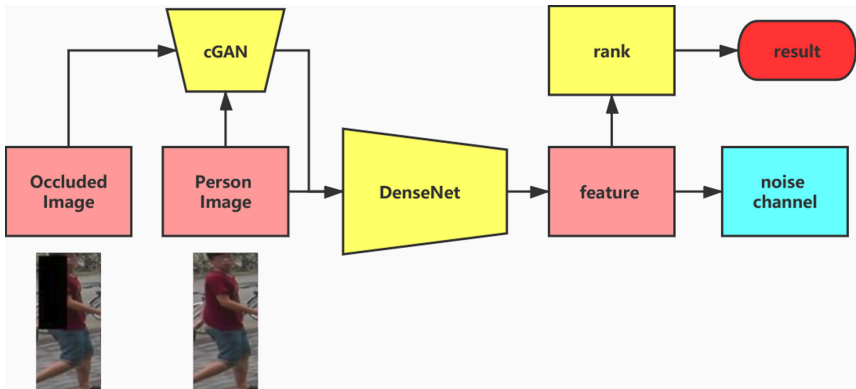 cGAN
rank
result
Occluded
Image
Person
Image
DenseNet
feature
noise
channel